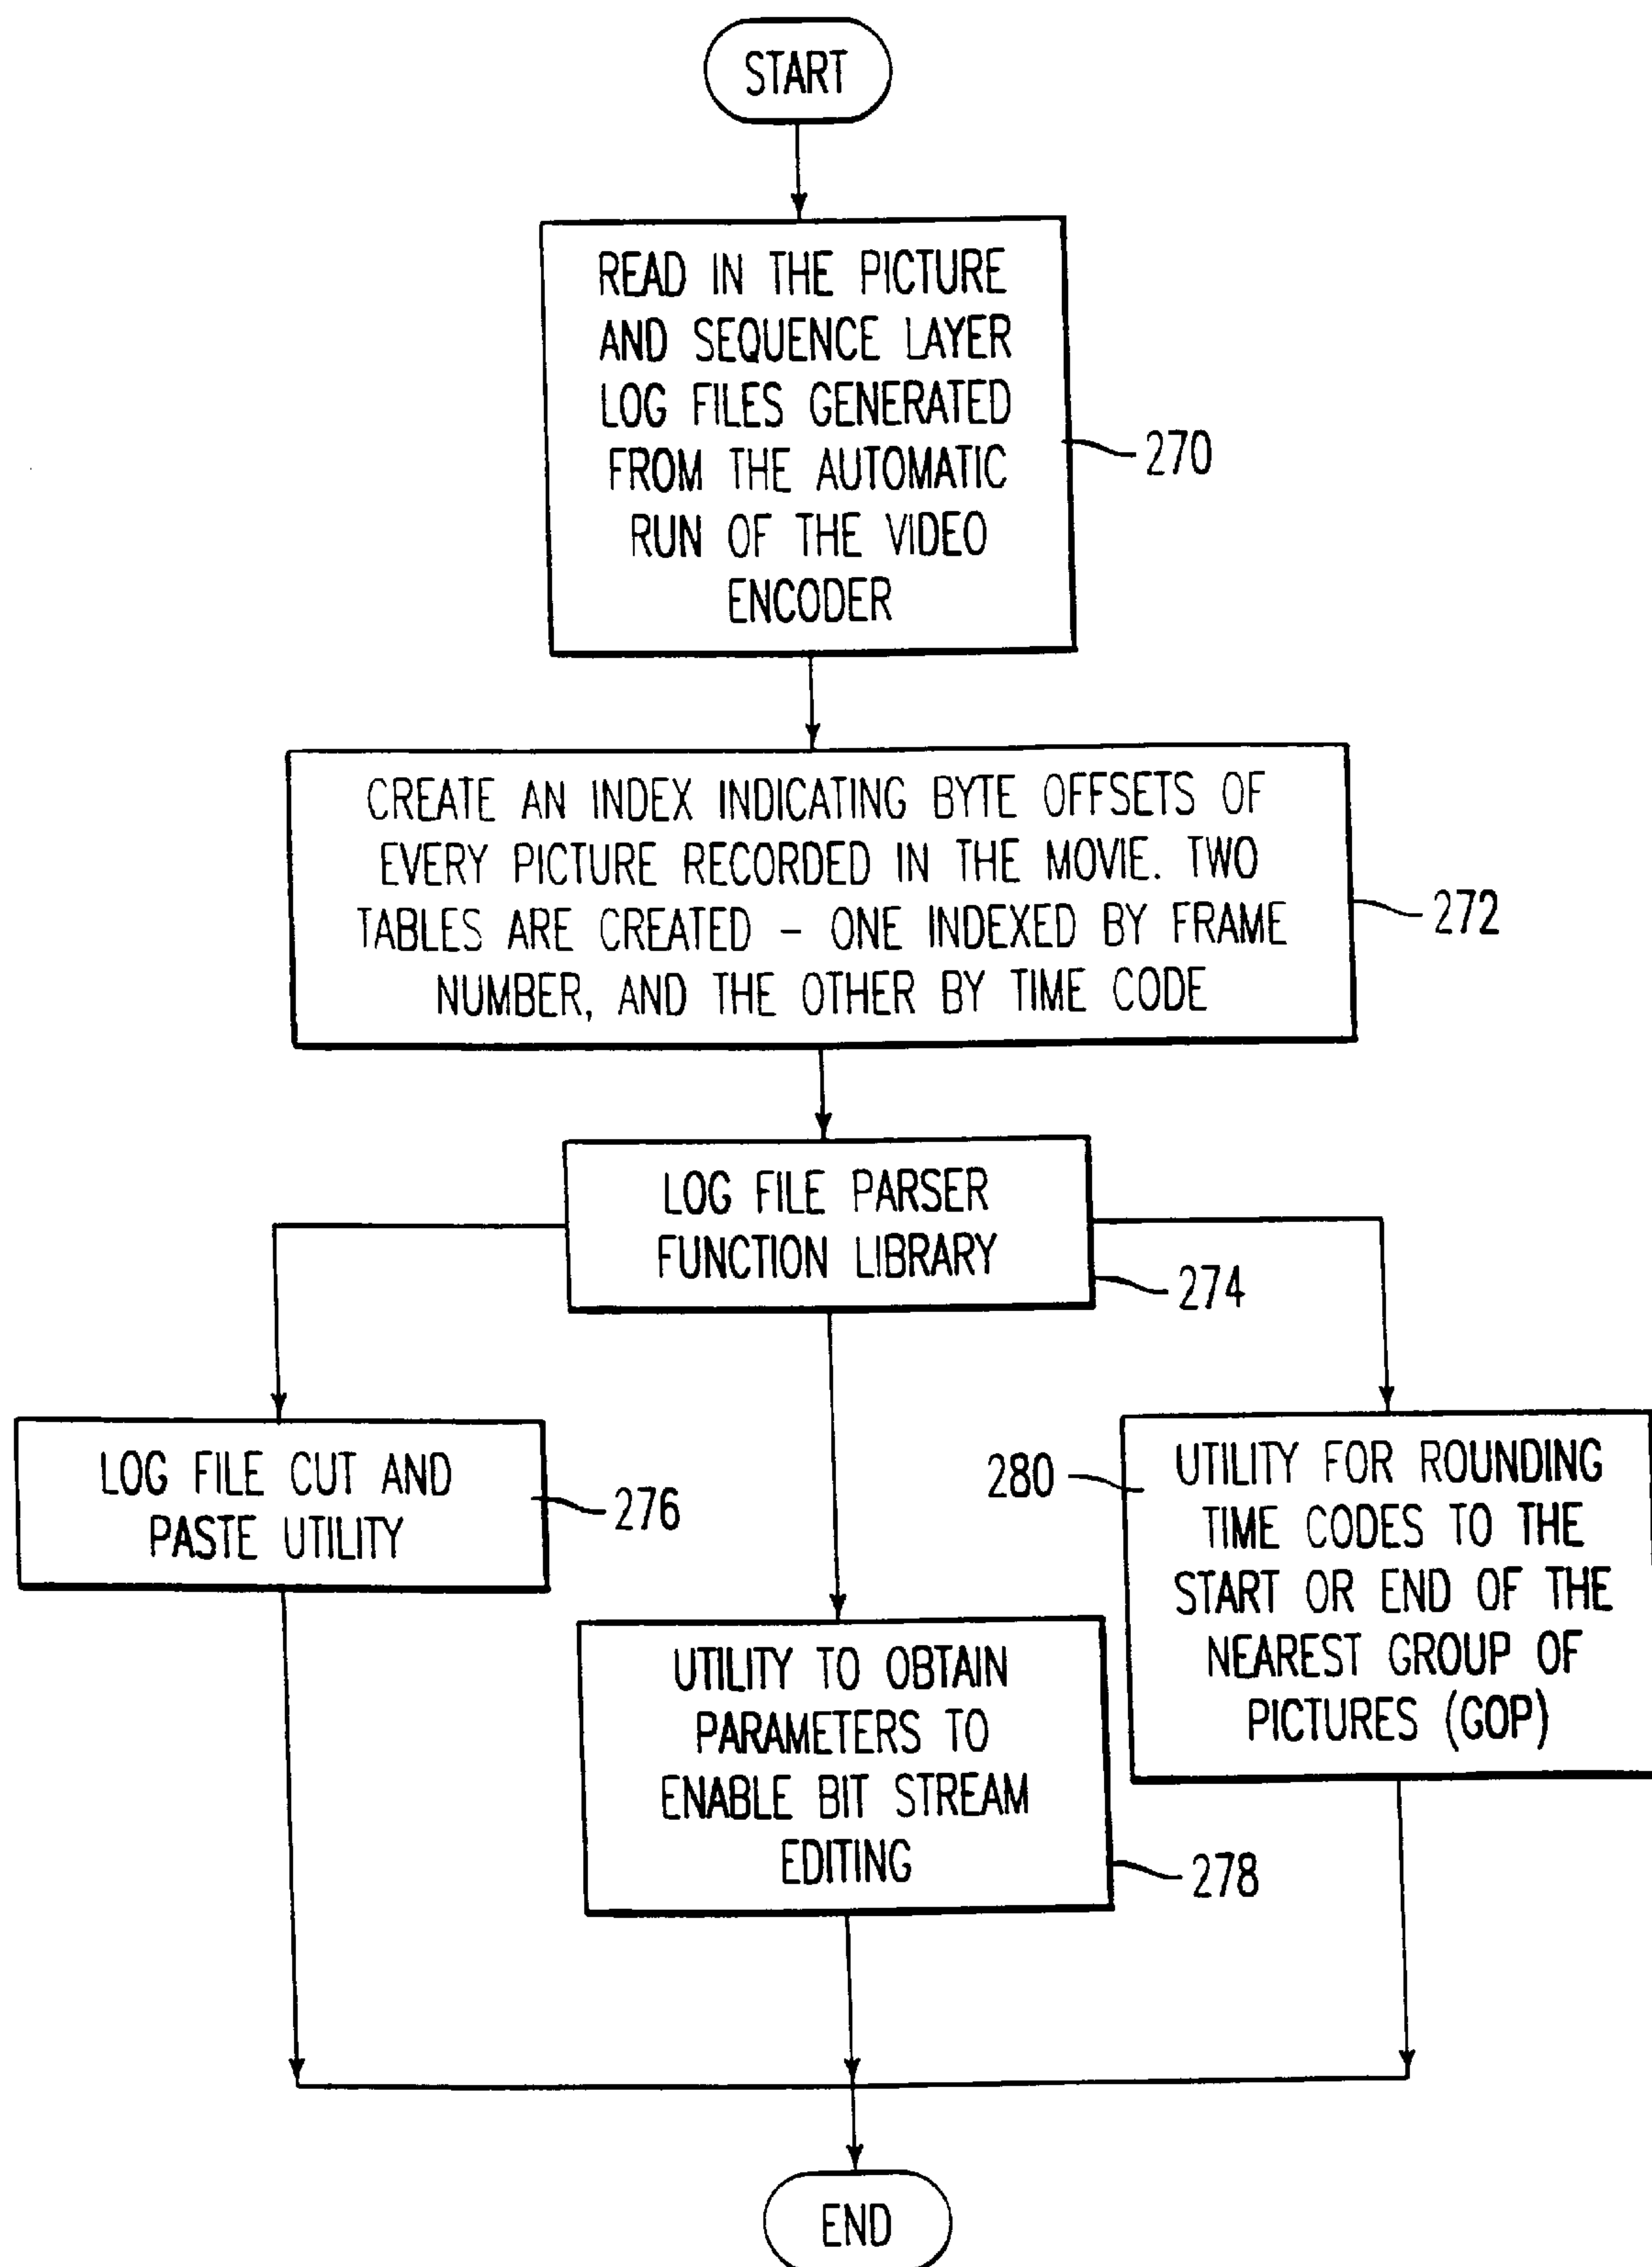 START
READ IN THE PICTURE
AND SEQUENCE LAYER
LOG FILES GENERATED
FROM THE AUTOMATIC
RUN OF THE VIDEO
ENCODER
270
CREATE AN INDEX INDICATING BYTE OFFSETS OF
EVERY PICTURE RECORDED IN THE MOVIE. TWO
TABLES ARE CREATED – ONE INDEXED BY FRAME
NUMBER, AND THE OTHER BY TIME CODE
272
LOG FILE PARSER
FUNCTION LIBRARY
274
LOG FILE CUT AND
PASTE UTILITY
276
UTILITY TO OBTAIN
PARAMETERS TO
ENABLE BIT STREAM
EDITING
278
280
UTILITY FOR ROUNDING
TIME CODES TO THE
START OR END OF THE
NEAREST GROUP OF
PICTURES (GOP)
END